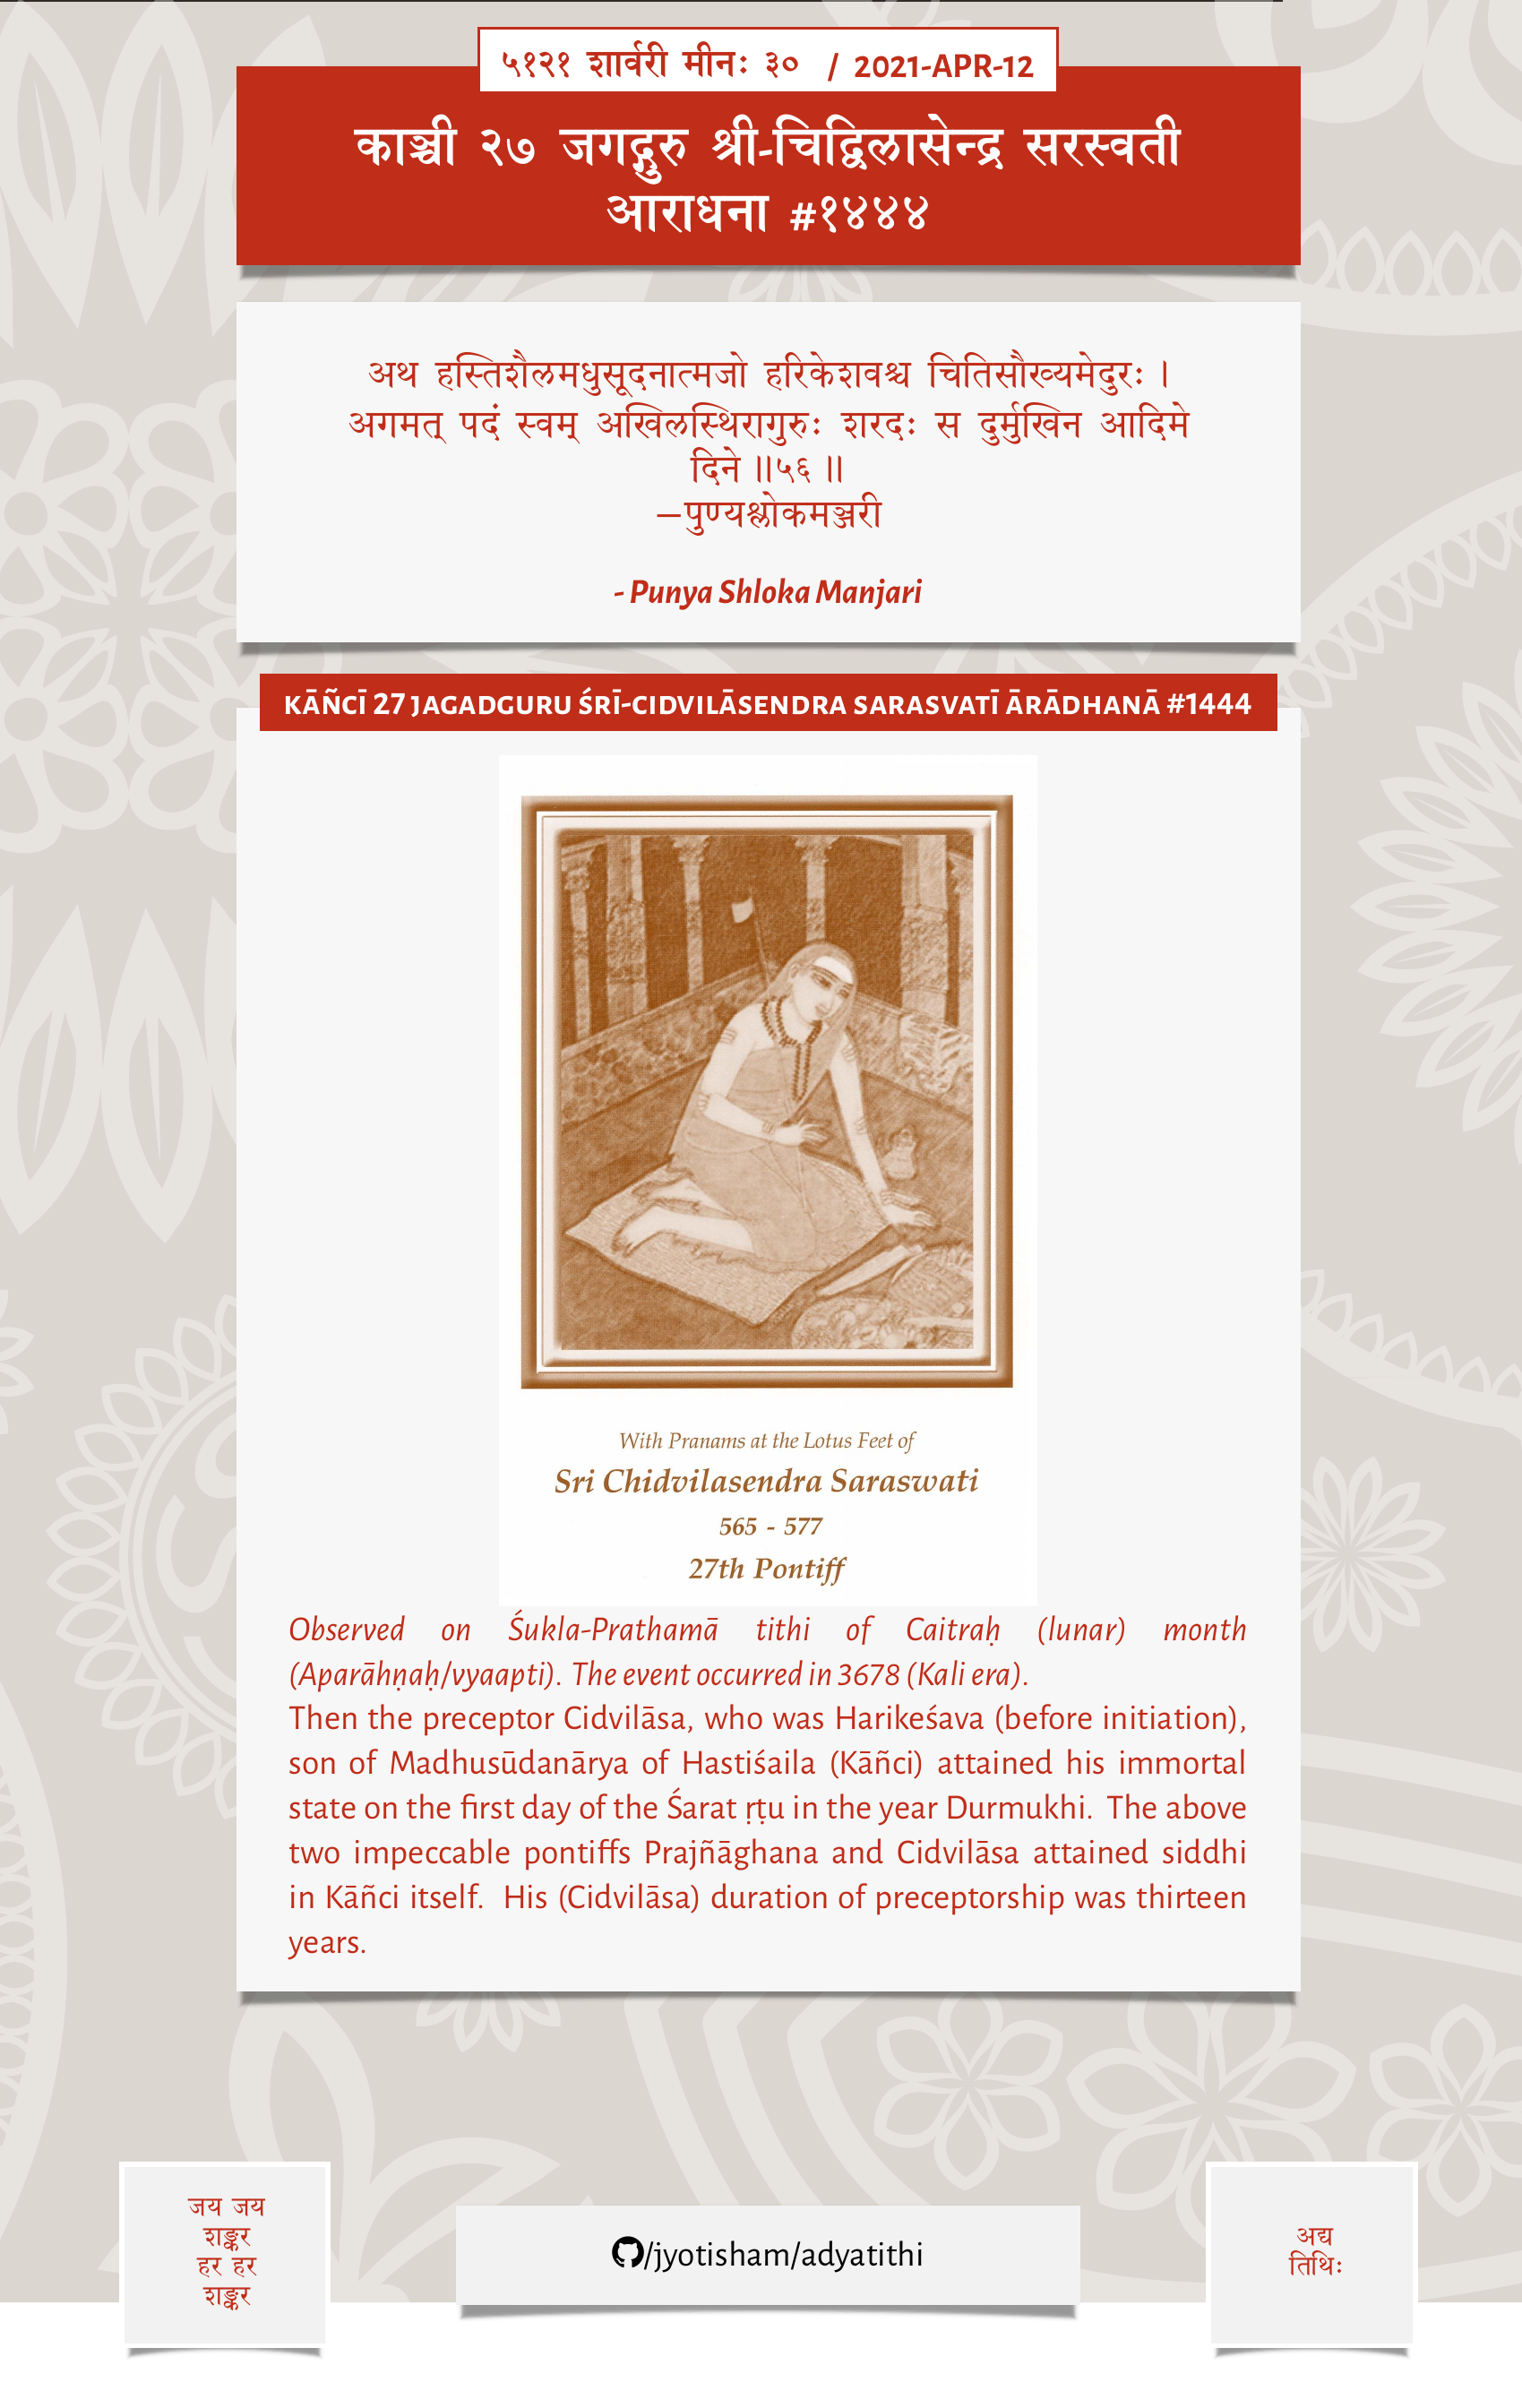 ५१२१ शार्वरी मीनः ३० / 2021-APR-12
काञ्ची २७ जगद्गुरु श्री-चिद्विलासेन्द्र सरस्वती
आराधना #१४४४
अथ हस्तिशैलमधुसूदनात्मजो हरिकेशवश्च चितिसौख्यमेदुरः ।
अगमत् पदं स्वम् अखिलस्थिरागुरुः शरदः स दुर्मुखिन आदिमे
दिने ॥५६ ॥
—पुण्यश्लोकमञ्जरी
- Punya Shloka Manjari
KĀÑCĪ 27 JAGADGURU ŚRĪ-CIDVILĀSENDRA SARASVATĪ ĀRĀDHANĀ #1444
With Pranams at the Lotus Feet of
Sri Chidvilasendra Saraswati
565 - 577
27th Pontiff
Observed on Śukla-Prathamā tithi of Caitraḥ (lunar) month
(Aparāhṇaḥ/vyaapti). The event occurred in 3678 (Kali era).
Then the preceptor Cidvilāsa, who was Harikeśava (before initiation),
son of Madhusūdanārya of Hastiśaila (Kāñci) attained his immortal
state on the first day of the Śarat ṛṭu in the year Durmukhi. The above
two impeccable pontiffs Prajñāghana and Cidvilāsa attained siddhi
in Kāñci itself. His (Cidvilāsa) duration of preceptorship was thirteen
years.
जय जय
शङ्कर
हर हर
शङ्कर
/jyotisham/adyatithi
अद्य
तिथिः